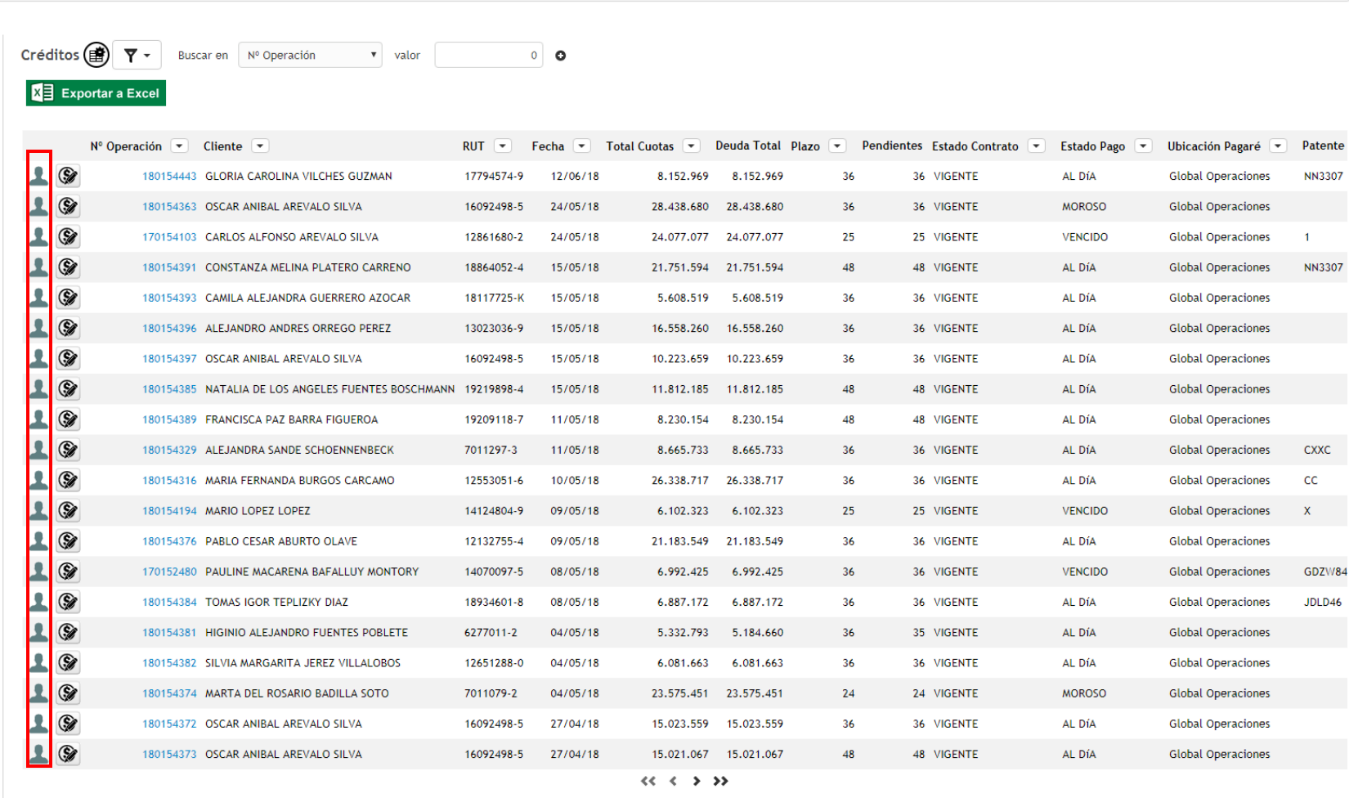 Créditos Buscar en Nº Operación valor 0
Exportar a Excel
Nº Operación Cliente RUT Fecha Total Cuotas Deuda Total Plazo Pendientes Estado Contrato Estado Pago Ubicación Pagaré Patente
180154443 GLORIA CAROLINA VILCHES GUZMAN 17794574-9 12/06/18 8.152.969 8.152.969 36 36 VIGENTE AL DÍA Global Operaciones NN3307
180154363 OSCAR ANIBAL AREVALO SILVA 16092498-5 24/05/18 28.438.680 28.438.680 36 36 VIGENTE MOROSO Global Operaciones
170154103 CARLOS ALFONSO AREVALO SILVA 12861680-2 24/05/18 24.077.077 24.077.077 25 25 VIGENTE VENCIDO Global Operaciones 1
180154391 CONSTANZA MELINA PLATERO CARRENO 18864052-4 15/05/18 21.751.594 21.751.594 48 48 VIGENTE AL DÍA Global Operaciones NN3307
180154393 CAMILA ALEJANDRA GUERRERO AZOCAR 18117725-K 15/05/18 5.608.519 5.608.519 36 36 VIGENTE AL DÍA Global Operaciones
180154396 ALEJANDRO ANDRES ORREGO PEREZ 13023036-9 15/05/18 16.558.260 16.558.260 36 36 VIGENTE AL DÍA Global Operaciones
180154397 OSCAR ANIBAL AREVALO SILVA 16092498-5 15/05/18 10.223.659 10.223.659 36 36 VIGENTE AL DÍA Global Operaciones
180154385 NATALIA DE LOS ANGELES FUENTES BOSCHMANN 19219898-4 15/05/18 11.812.185 11.812.185 48 48 VIGENTE AL DÍA Global Operaciones
180154389 FRANCISCA PAZ BARRA FIGUEROA 19209118-7 11/05/18 8.230.154 8.230.154 48 48 VIGENTE AL DÍA Global Operaciones
180154329 ALEJANDRA SANDE SCHOENNENBECK 7011297-3 11/05/18 8.665.733 8.665.733 36 36 VIGENTE AL DÍA Global Operaciones CXXC
180154316 MARIA FERNANDA BURGOS CARCAMO 12553051-6 10/05/18 26.338.717 26.338.717 36 36 VIGENTE AL DÍA Global Operaciones CC
180154194 MARIO LOPEZ LOPEZ 14124804-9 09/05/18 6.102.323 6.102.323 25 25 VIGENTE VENCIDO Global Operaciones X
180154376 PABLO CESAR ABURTO OLAVE 12132755-4 09/05/18 21.183.549 21.183.549 36 36 VIGENTE AL DÍA Global Operaciones
170152480 PAULINE MACARENA BAFALLUY MONTORY 14070097-5 08/05/18 6.992.425 6.992.425 36 36 VIGENTE VENCIDO Global Operaciones GDZW84
180154384 TOMAS IGOR TEPLIZKY DIAZ 18934601-8 08/05/18 6.887.172 6.887.172 36 36 VIGENTE AL DÍA Global Operaciones JDLD46
180154381 HIGINIO ALEJANDRO FUENTES POBLETE 6277011-2 04/05/18 5.332.793 5.184.660 36 35 VIGENTE AL DÍA Global Operaciones
180154382 SILVIA MARGARITA JEREZ VILLALOBOS 12651288-0 04/05/18 6.081.663 6.081.663 36 36 VIGENTE AL DÍA Global Operaciones
180154374 MARTA DEL ROSARIO BADILLA SOTO 7011079-2 04/05/18 23.575.451 23.575.451 24 24 VIGENTE MOROSO Global Operaciones
180154372 OSCAR ANIBAL AREVALO SILVA 16092498-5 27/04/18 15.023.559 15.023.559 36 36 VIGENTE AL DÍA Global Operaciones
180154373 OSCAR ANIBAL AREVALO SILVA 16092498-5 27/04/18 15.021.067 15.021.067 48 48 VIGENTE AL DÍA Global Operaciones